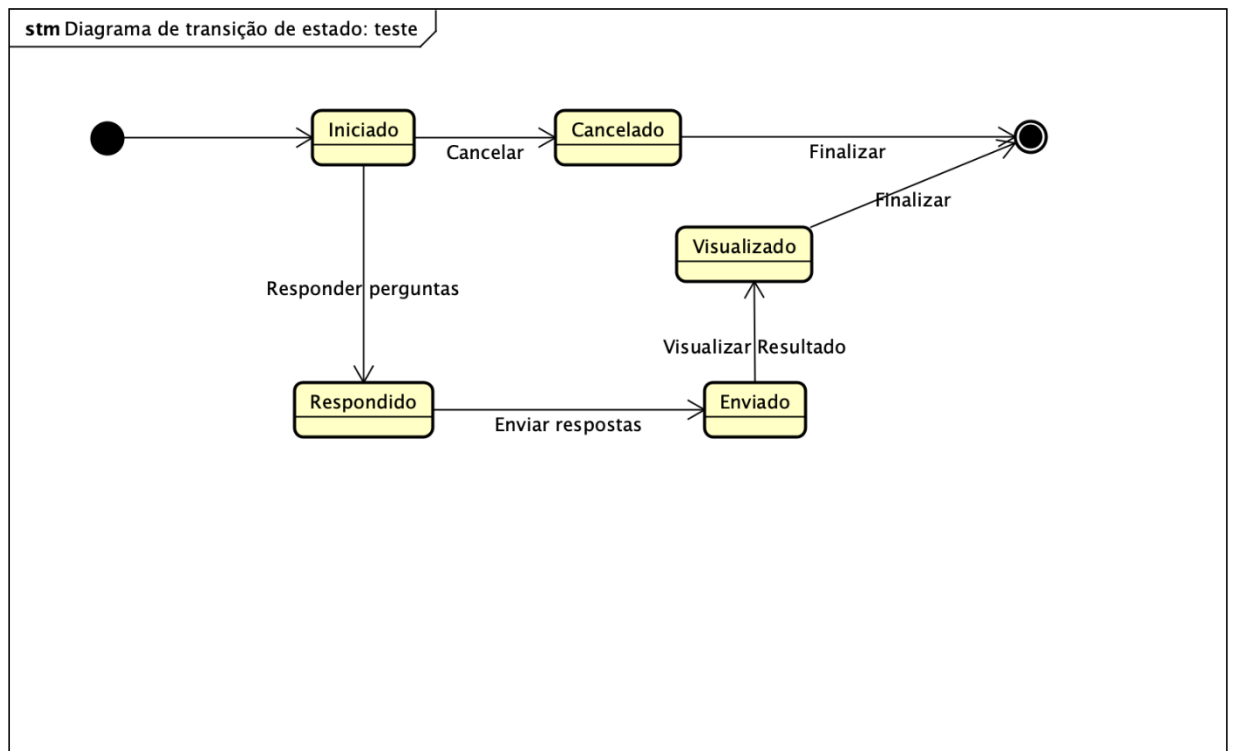 stm Diagrama de transição de estado: teste
Iniciado
Cancelar
Cancelado
Finalizar
Finalizar
Visualizado
Responder perguntas
Visualizar Resultado
Respondido
Enviar respostas
Enviado